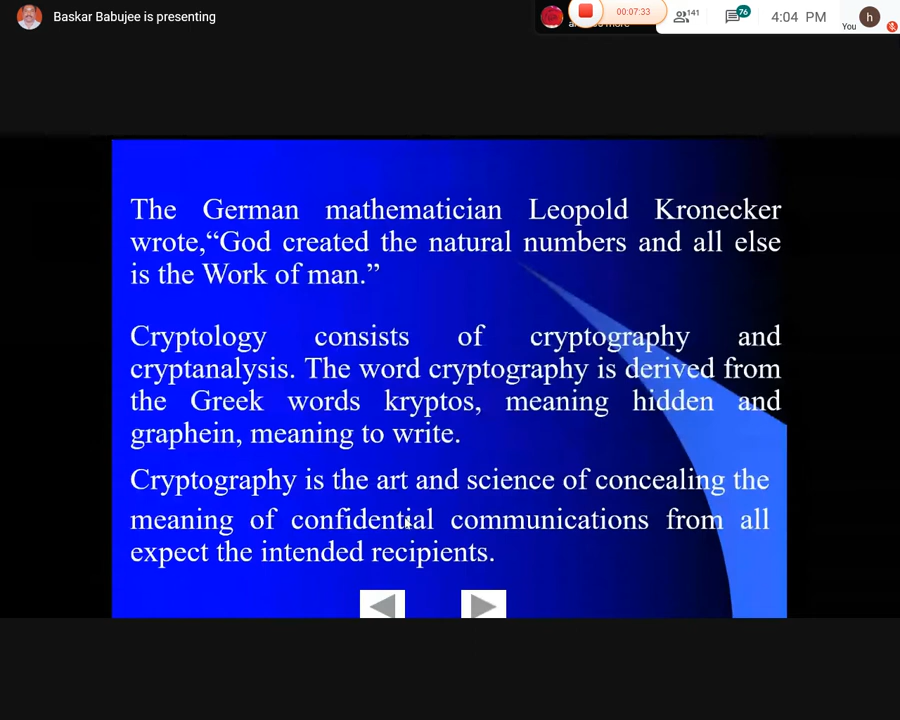 Baskar Babujee is presenting
00:07:33
141
76
4:04 PM
You
h
The German mathematician Leopold Kronecker
wrote,“God created the natural numbers and all else
is the Work of man.”
Cryptology consists of cryptography and
cryptanalysis. The word cryptography is derived from
the Greek words kryptos, meaning hidden and
graphein, meaning to write.
Cryptography is the art and science of concealing the
meaning of confidential communications from all
expect the intended recipients.